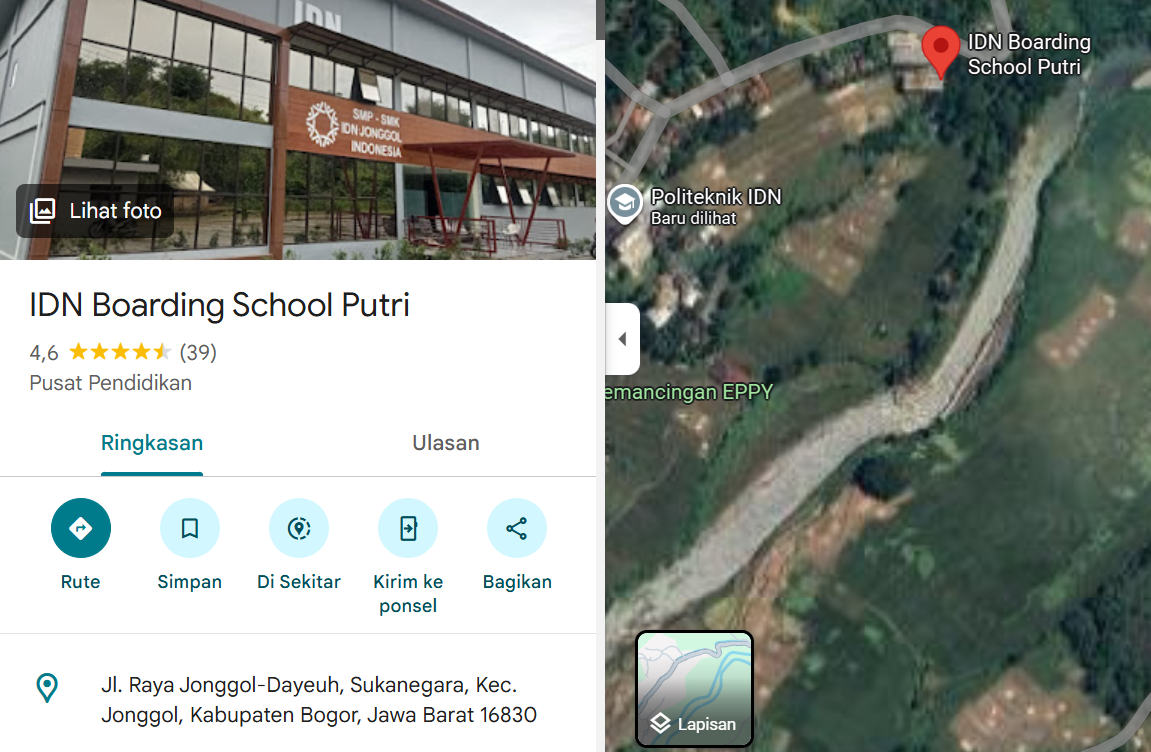 IDN
SMP - SMK
IDN JONGGOL
INDONESIA
Lihat foto
IDN Boarding School Putri
4,6 (39)
Pusat Pendidikan
Ringkasan
Ulasan
Rute
Simpan
Di Sekitar
Kirim ke
ponsel
Bagikan
Jl. Raya Jonggol-Dayeuh, Sukanegara, Kec.
Jonggol, Kabupaten Bogor, Jawa Barat 16830
IDN Boarding
School Putri
Politeknik IDN
Baru dilihat
emancingan EPPY
Lapisan